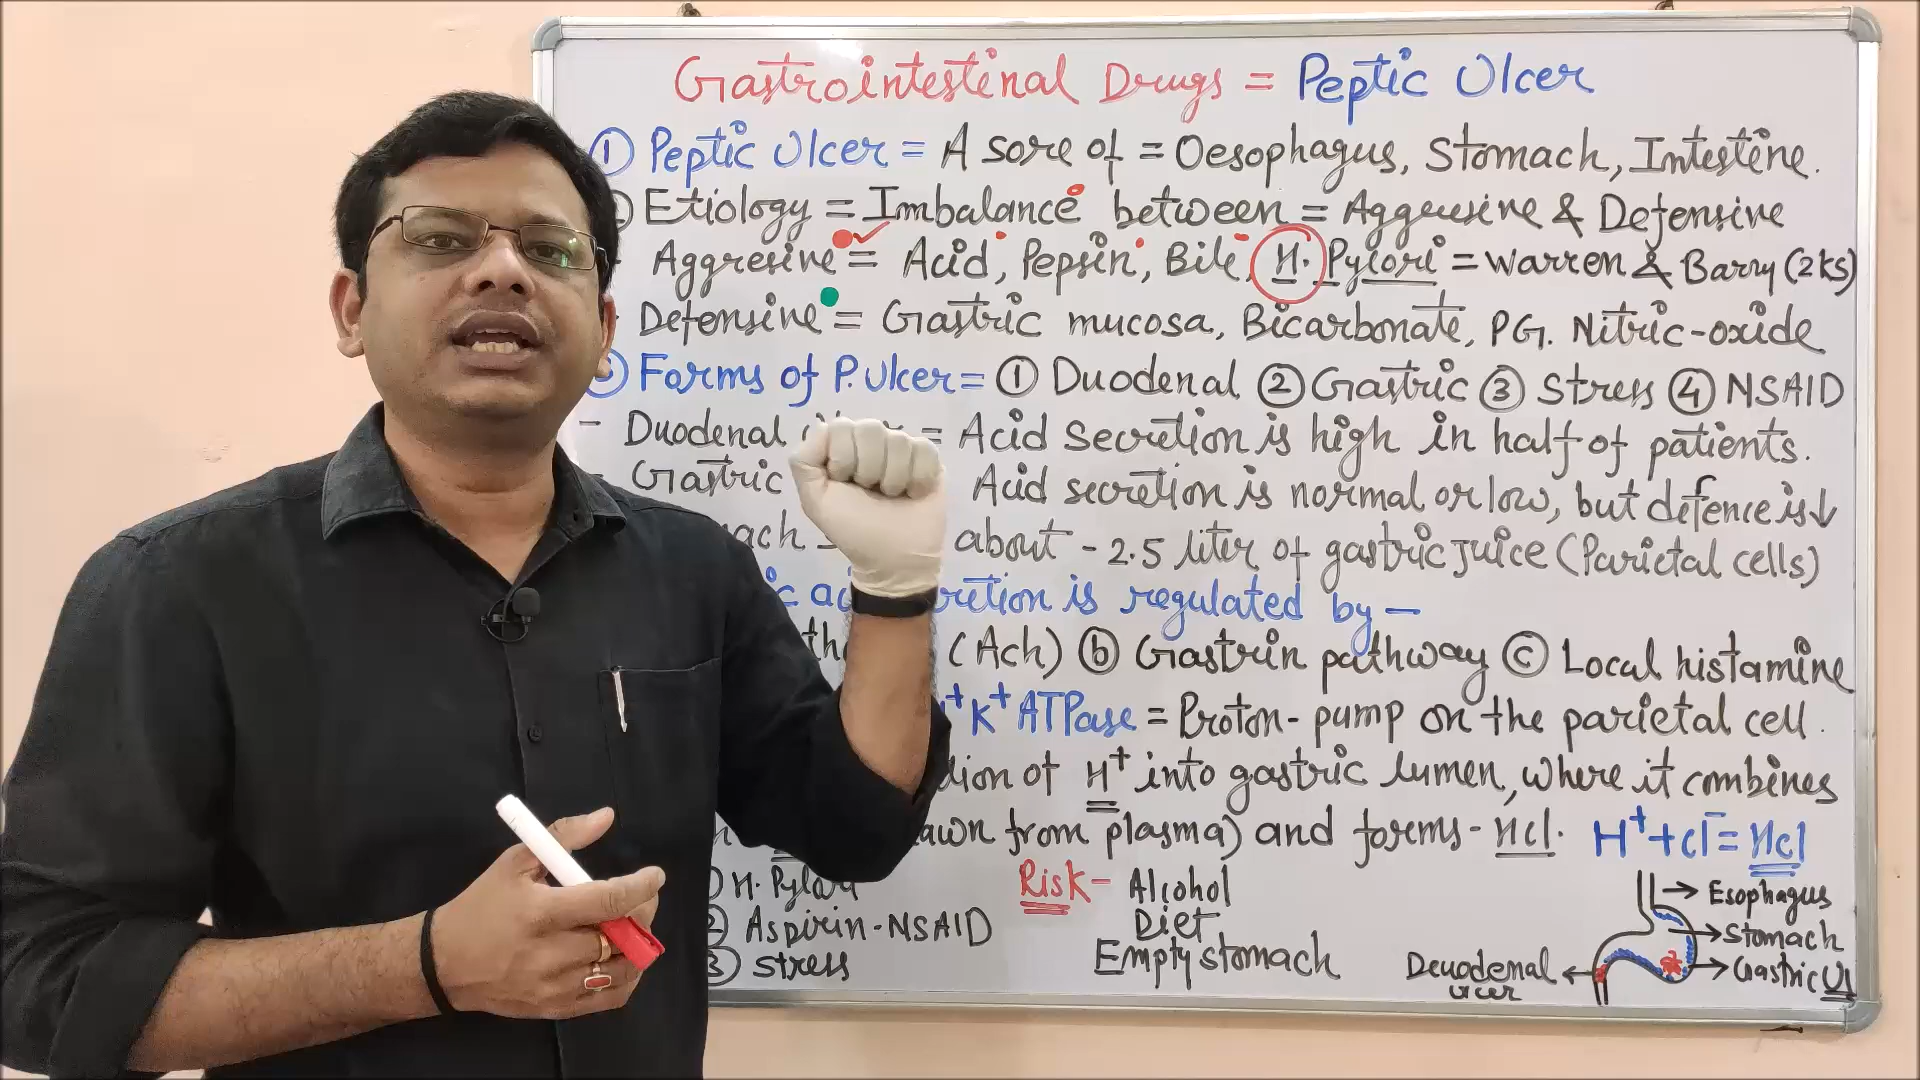 Gastrointestinal Drugs = Peptic Ulcer
① Peptic Ulcer = A sore of = Oesophagus, Stomach, Intestine.
Etiology = Imbalance between = Aggressive & Defensive
Aggresive = Acid, Pepsin, Bile, H. Pylori = Warren & Barry (2Ks)
- Defensive = Gastric mucosa, Bicarbonate, PG. Nitric-oxide
Forms of P. Ulcer = ① Duodenal ② Gastric ③ Stress ④ NSAID
- Duodenal = Acid secretion is high in half of patients.
- Gastric Acid secretion is normal or low, but defence is ↓
about - 2.5 liter of gastric juice (Parietal cells)
is regulated by -
(Ach) ⓑ Gastrin pathway ⓒ Local histamine
K⁺ ATPase = Proton-pump on the parietal cell.
of H⁺ into gastric lumen, where it combines
from plasma) and forms - Hcl. H⁺ + cl⁻ = Hcl
H. Pylori
② Aspirin-NSAID
③ Stress
Risk - Alcohol
Diet
Empty stomach
→ Esophagus
→ Stomach
→ Gastric Ul
Deuodenal ←
ulcer